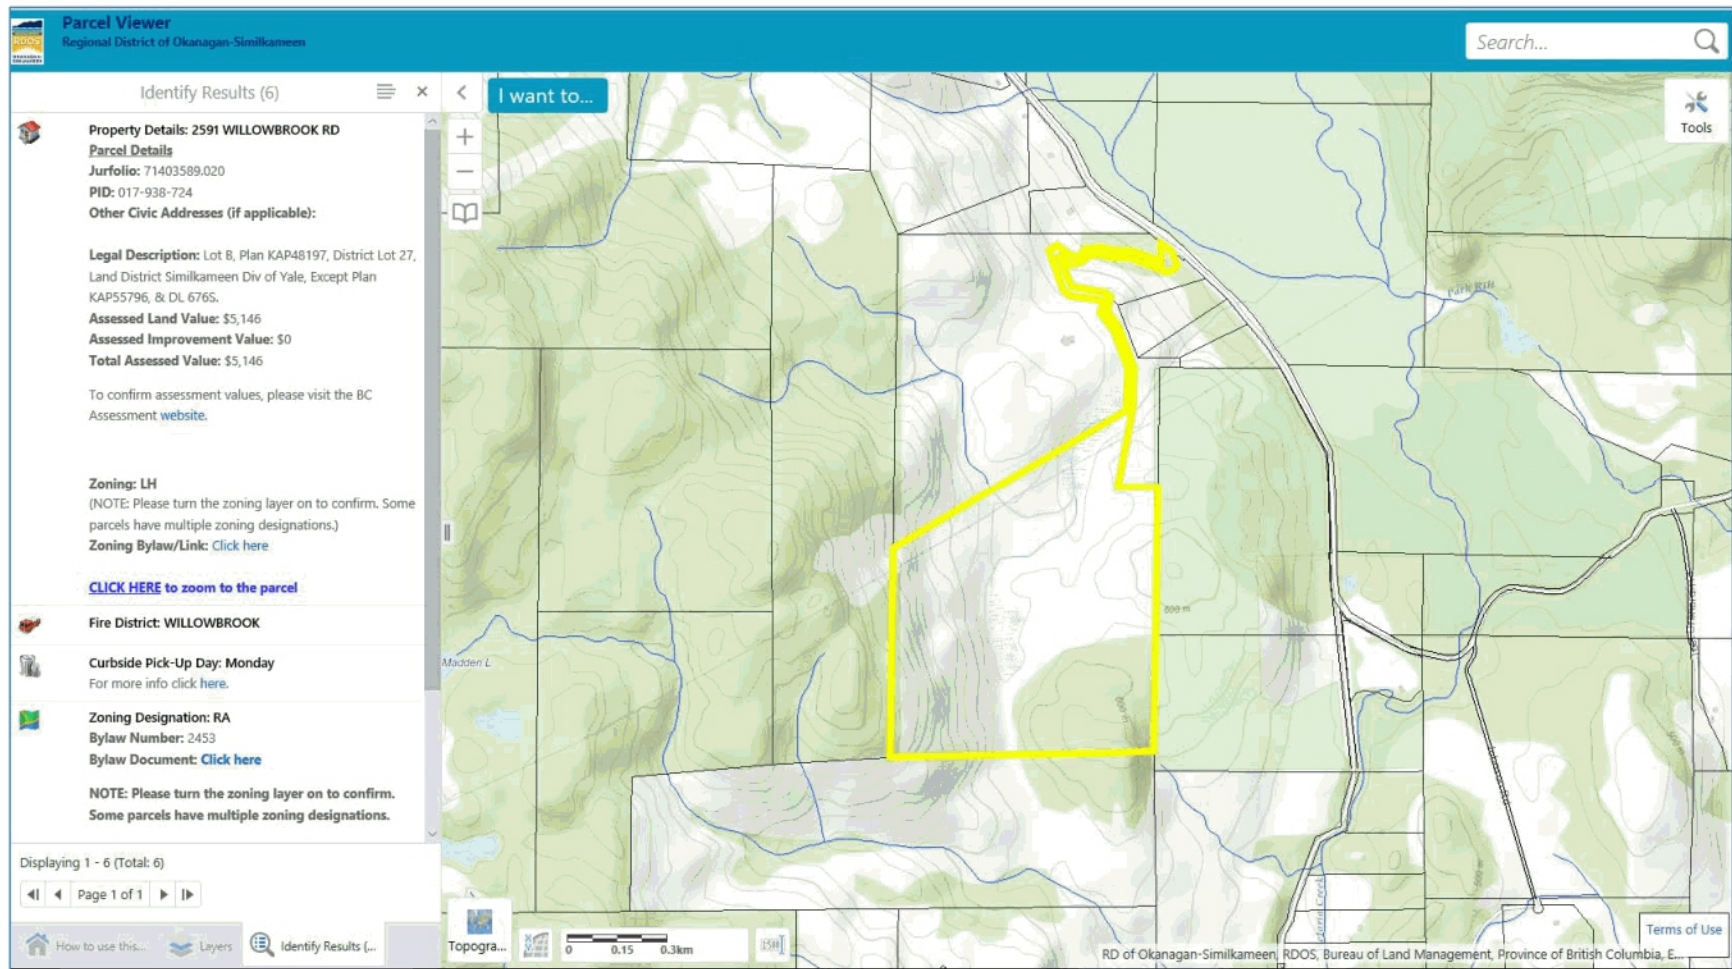 Parcel Viewer
Regional District of Okanagan-Similkameen
RDOS
Search...
Identify Results (6)
I want to...
Tools
Property Details: 2591 WILLOWBROOK RD
Parcel Details
Jurfolio: 71403589.020
PID: 017-938-724
Other Civic Addresses (if applicable):
Legal Description: Lot B, Plan KAP48197, District Lot 27,
Land District Similkameen Div of Yale, Except Plan
KAP55796, & DL 676S.
Assessed Land Value: $5,146
Assessed Improvement Value: $0
Total Assessed Value: $5,146
To confirm assessment values, please visit the BC
Assessment website.
Zoning: LH
(NOTE: Please turn the zoning layer on to confirm. Some
parcels have multiple zoning designations.)
Zoning Bylaw/Link: Click here
CLICK HERE to zoom to the parcel
Fire District: WILLOWBROOK
Curbside Pick-Up Day: Monday
For more info click here.
Zoning Designation: RA
Bylaw Number: 2453
Bylaw Document: Click here
NOTE: Please turn the zoning layer on to confirm.
Some parcels have multiple zoning designations.
Displaying 1 - 6 (Total: 6)
Page 1 of 1
How to use this...
Layers
Identify Results (...
Park Rill
800 m
Madden L
600 m
500 m
Topogra...
0 0.15 0.3km
Terms of Use
RD of Okanagan-Similkameen, RDOS, Bureau of Land Management, Province of British Columbia, E...